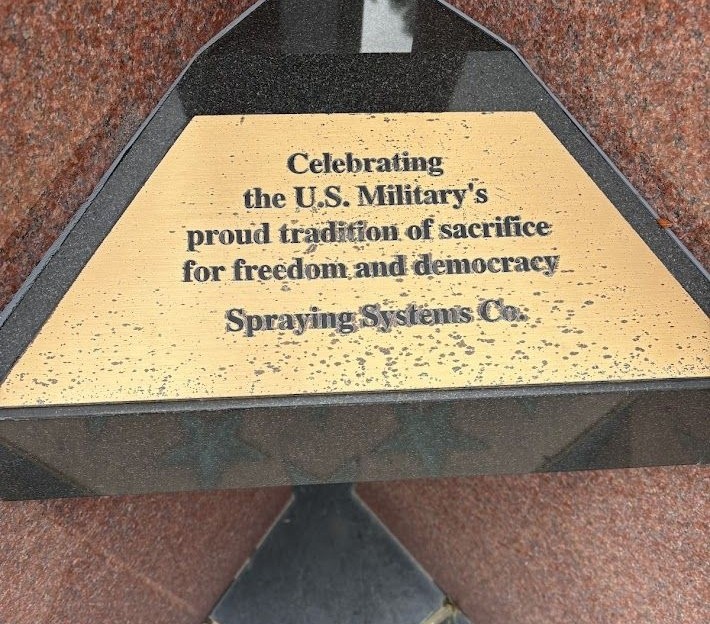 Celebrating
the U.S. Military's
proud tradition of sacrifice
for freedom and democracy
Spraying Systems Co.